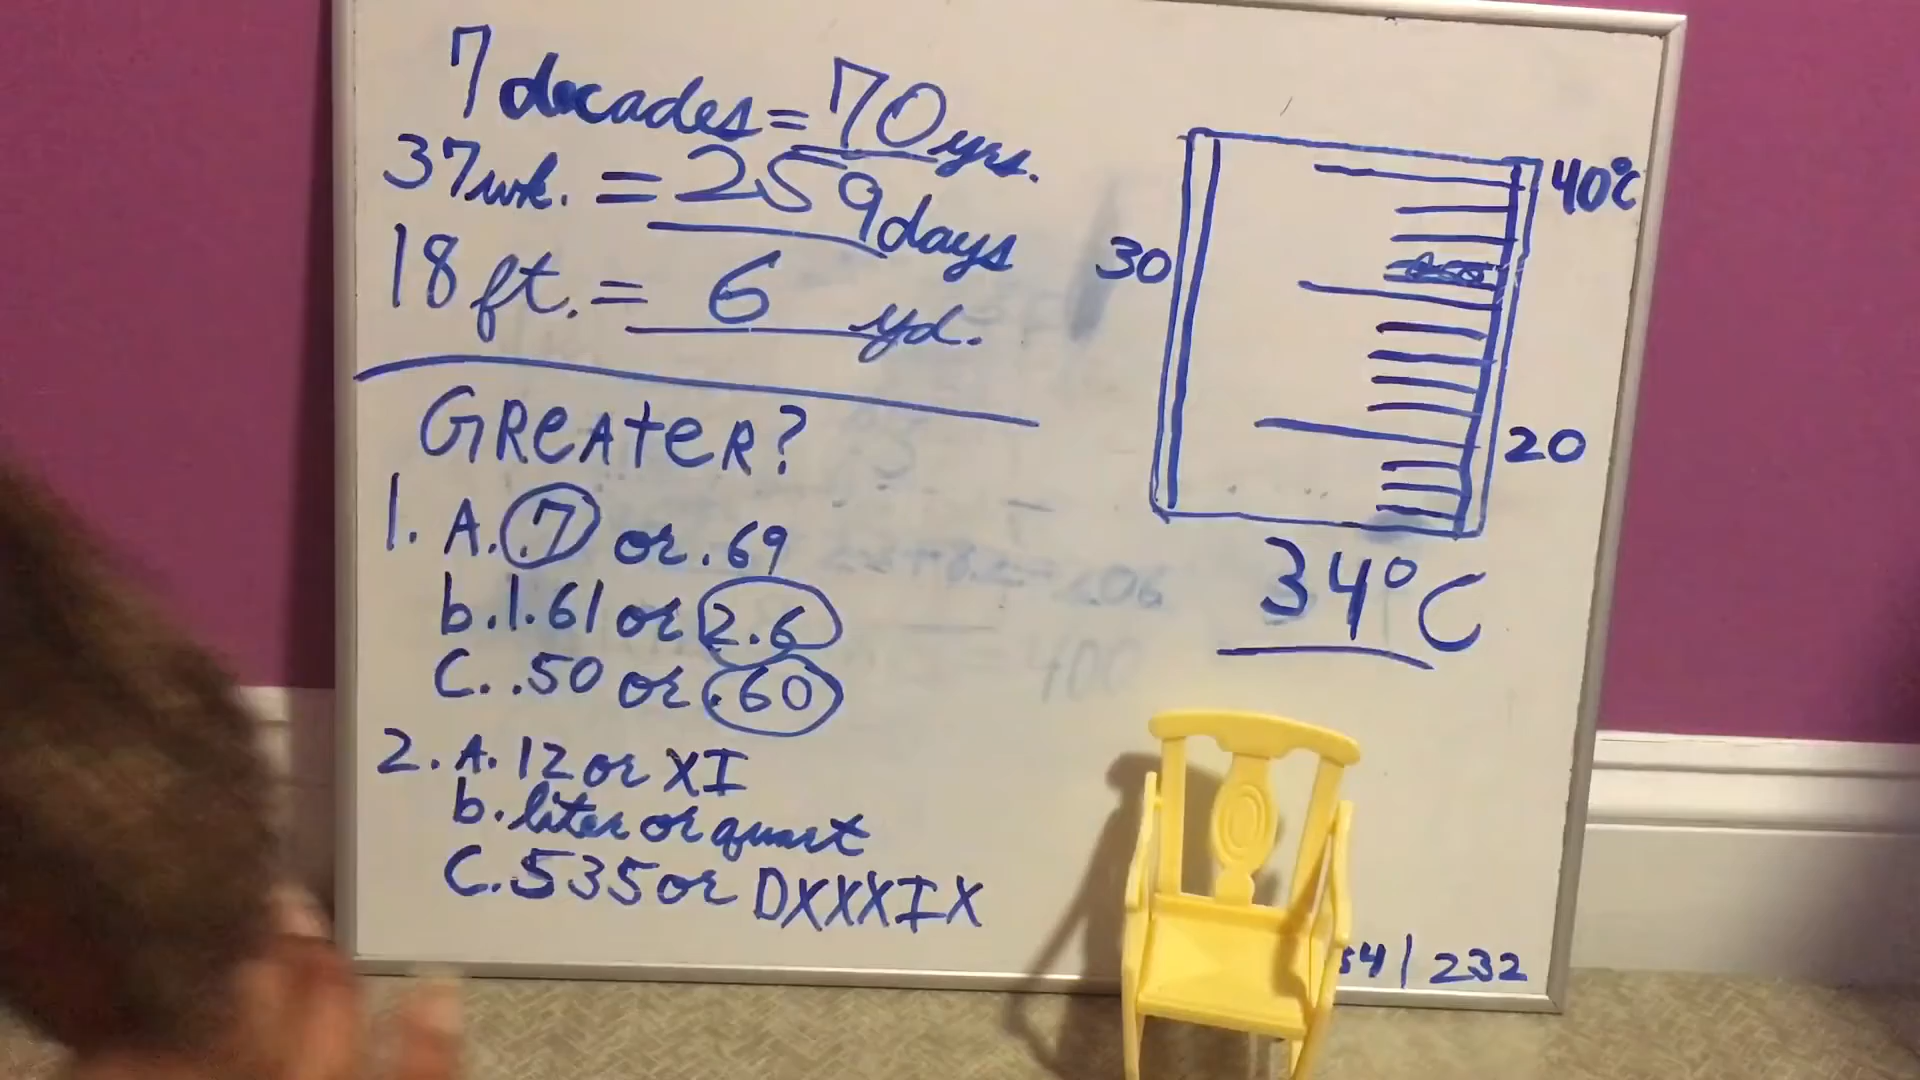 7 decades = 70 yrs.
37 wk. = 259 days
18 ft. = 6 yd.
GReAteR?
1. A. .7 or .69
b. 1.61 or 2.6
C. .50 or .60
2. A. 12 or XI
b. liter or quart
C. 535 or DXXXIX
40°C
30
20
34°C
54 | 232